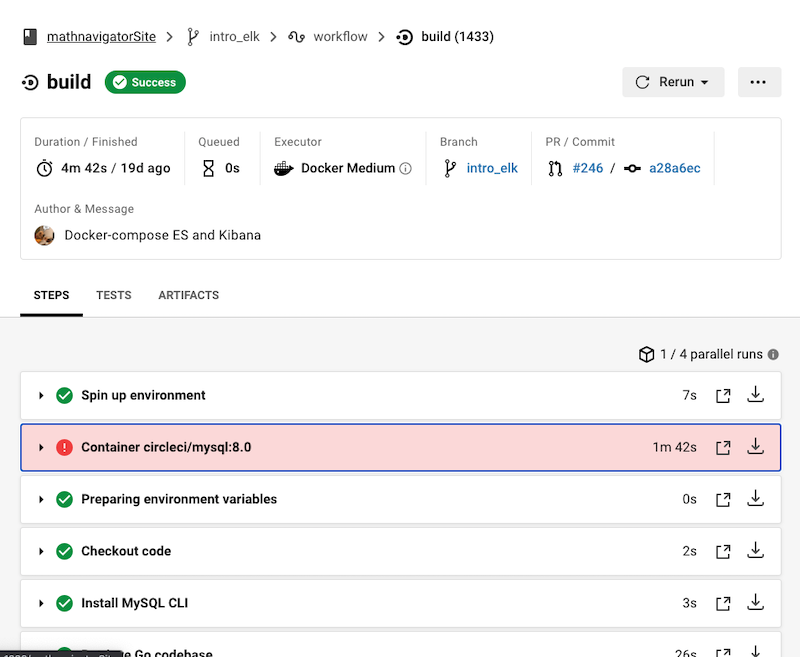 mathnavigatorSite > intro_elk > workflow > build (1433)
build Success Rerun
Duration / Finished Queued Executor Branch PR / Commit
4m 42s / 19d ago 0s Docker Medium intro_elk #246 / a28a6ec
Author & Message
Docker-compose ES and Kibana
STEPS TESTS ARTIFACTS
1 / 4 parallel runs
Spin up environment 7s
Container circleci/mysql:8.0 1m 42s
Preparing environment variables 0s
Checkout code 2s
Install MySQL CLI 3s
Go codebase 26s